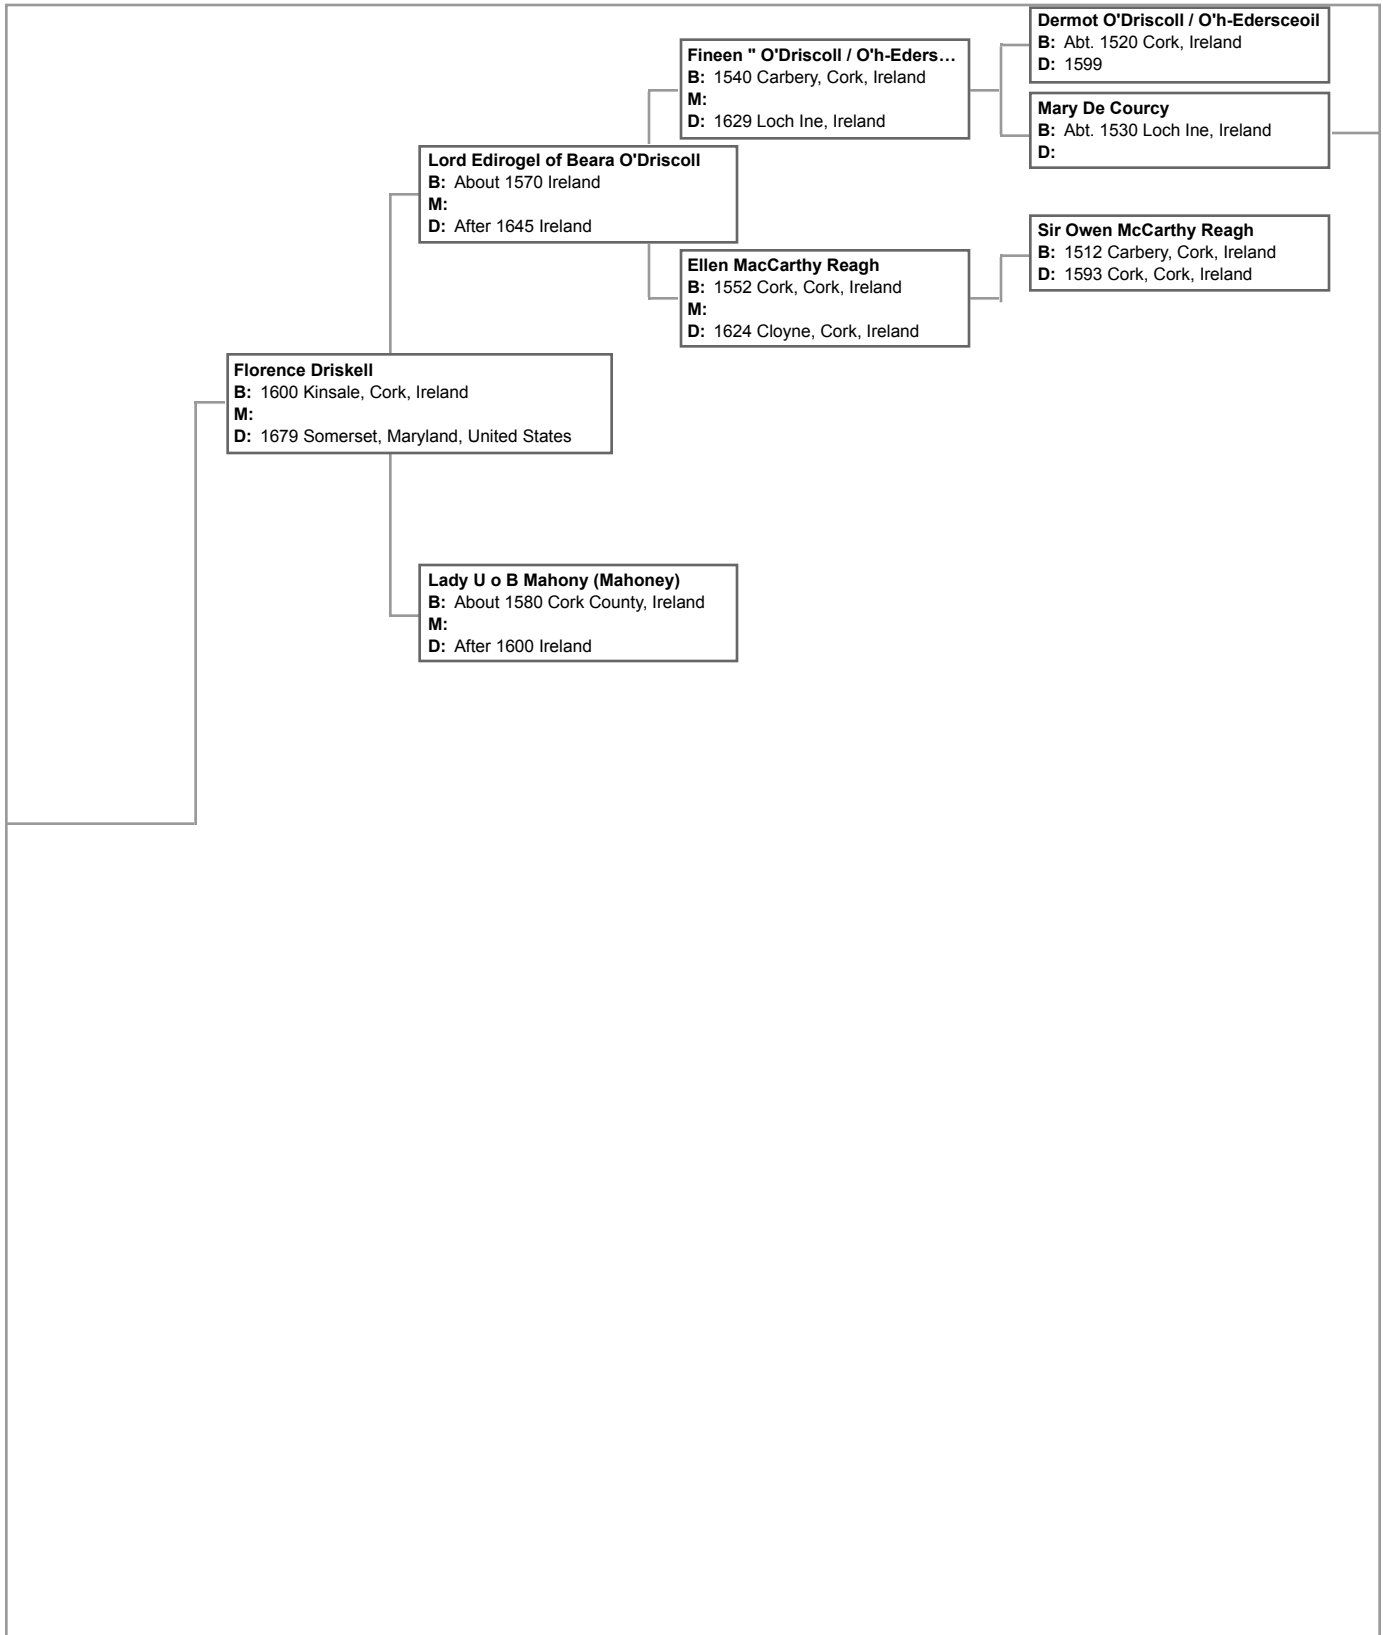 Dermot O'Driscoll / O'h-Edersceoil
B: Abt. 1520 Cork, Ireland
D: 1599
Fineen " O'Driscoll / O'h-Eders…
B: 1540 Carbery, Cork, Ireland
M:
D: 1629 Loch Ine, Ireland
Mary De Courcy
B: Abt. 1530 Loch Ine, Ireland
D:
Lord Edirogel of Beara O'Driscoll
B: About 1570 Ireland
M:
D: After 1645 Ireland
Sir Owen McCarthy Reagh
B: 1512 Carbery, Cork, Ireland
D: 1593 Cork, Cork, Ireland
Ellen MacCarthy Reagh
B: 1552 Cork, Cork, Ireland
M:
D: 1624 Cloyne, Cork, Ireland
Florence Driskell
B: 1600 Kinsale, Cork, Ireland
M:
D: 1679 Somerset, Maryland, United States
Lady U o B Mahony (Mahoney)
B: About 1580 Cork County, Ireland
M:
D: After 1600 Ireland